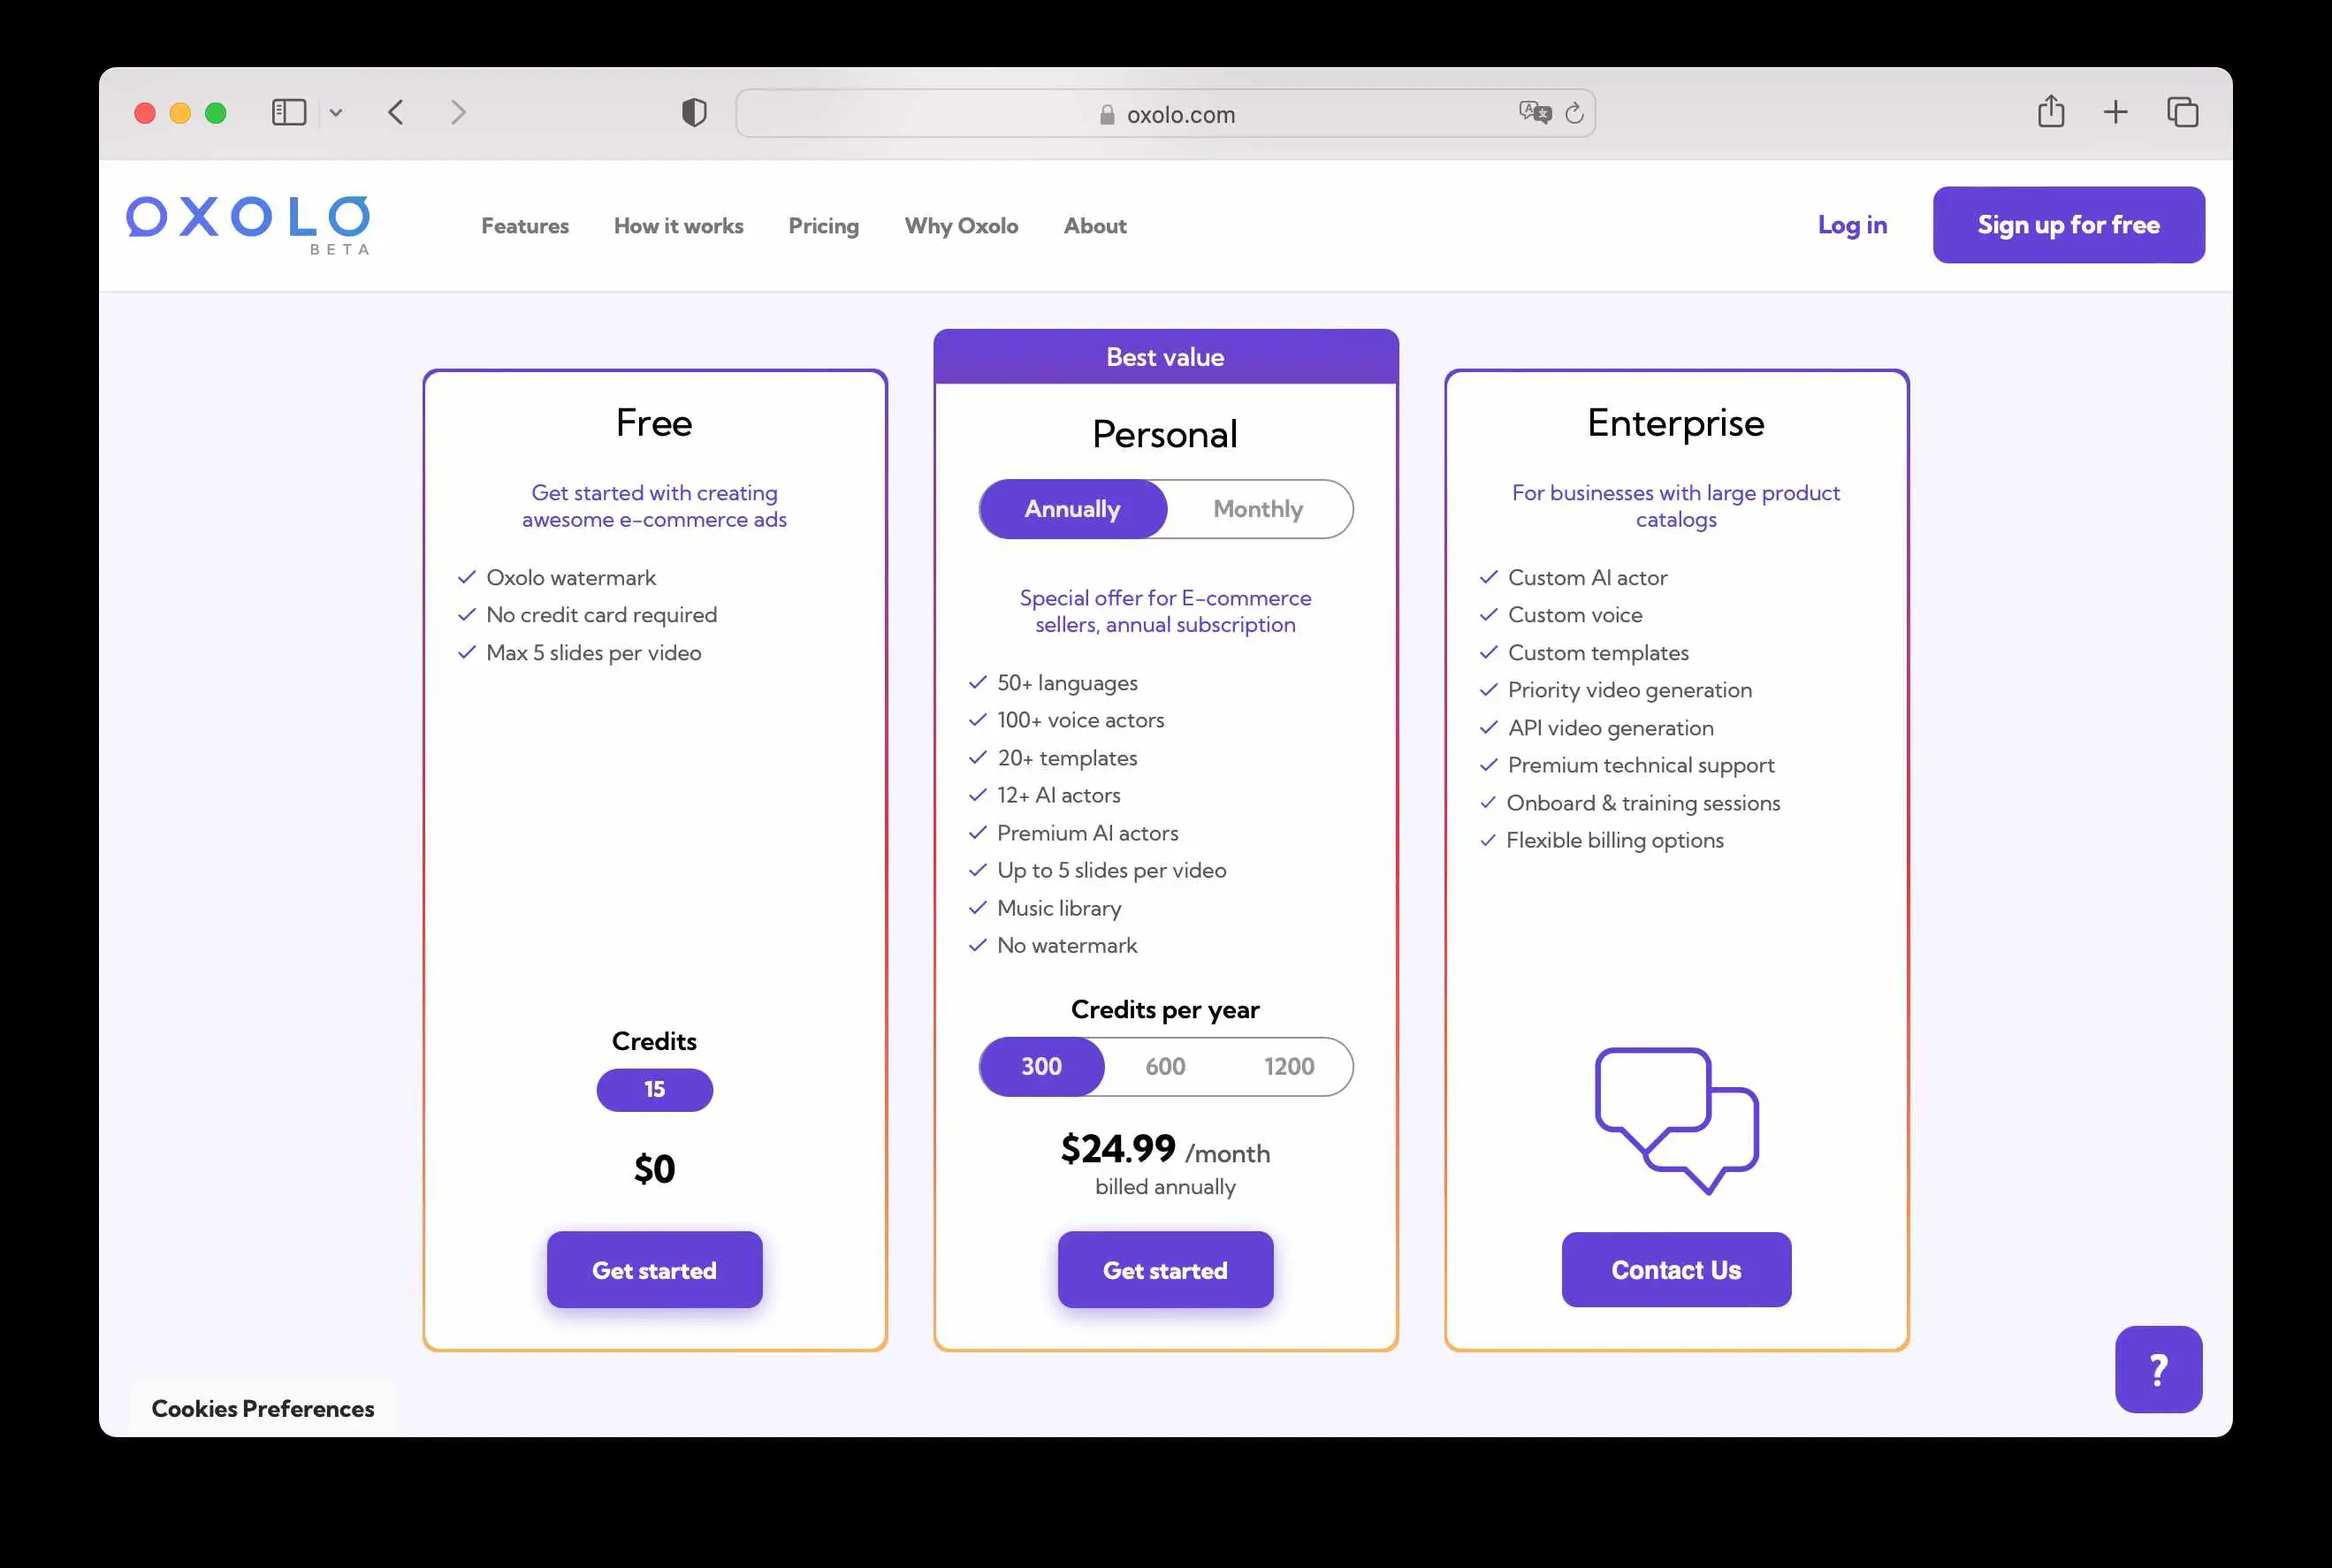 oxolo.com
OXOLO
BETA
Features
How it works
Pricing
Why Oxolo
About
Log in
Sign up for free
Free
Get started with creating
awesome e-commerce ads
Oxolo watermark
No credit card required
Max 5 slides per video
Credits
15
$0
Get started
Best value
Personal
Annually
Monthly
Special offer for E-commerce
sellers, annual subscription
50+ languages
100+ voice actors
20+ templates
12+ AI actors
Premium AI actors
Up to 5 slides per video
Music library
No watermark
Credits per year
300
600
1200
$24.99 /month
billed annually
Get started
Enterprise
For businesses with large product
catalogs
Custom AI actor
Custom voice
Custom templates
Priority video generation
API video generation
Premium technical support
Onboard & training sessions
Flexible billing options
Contact Us
?
Cookies Preferences